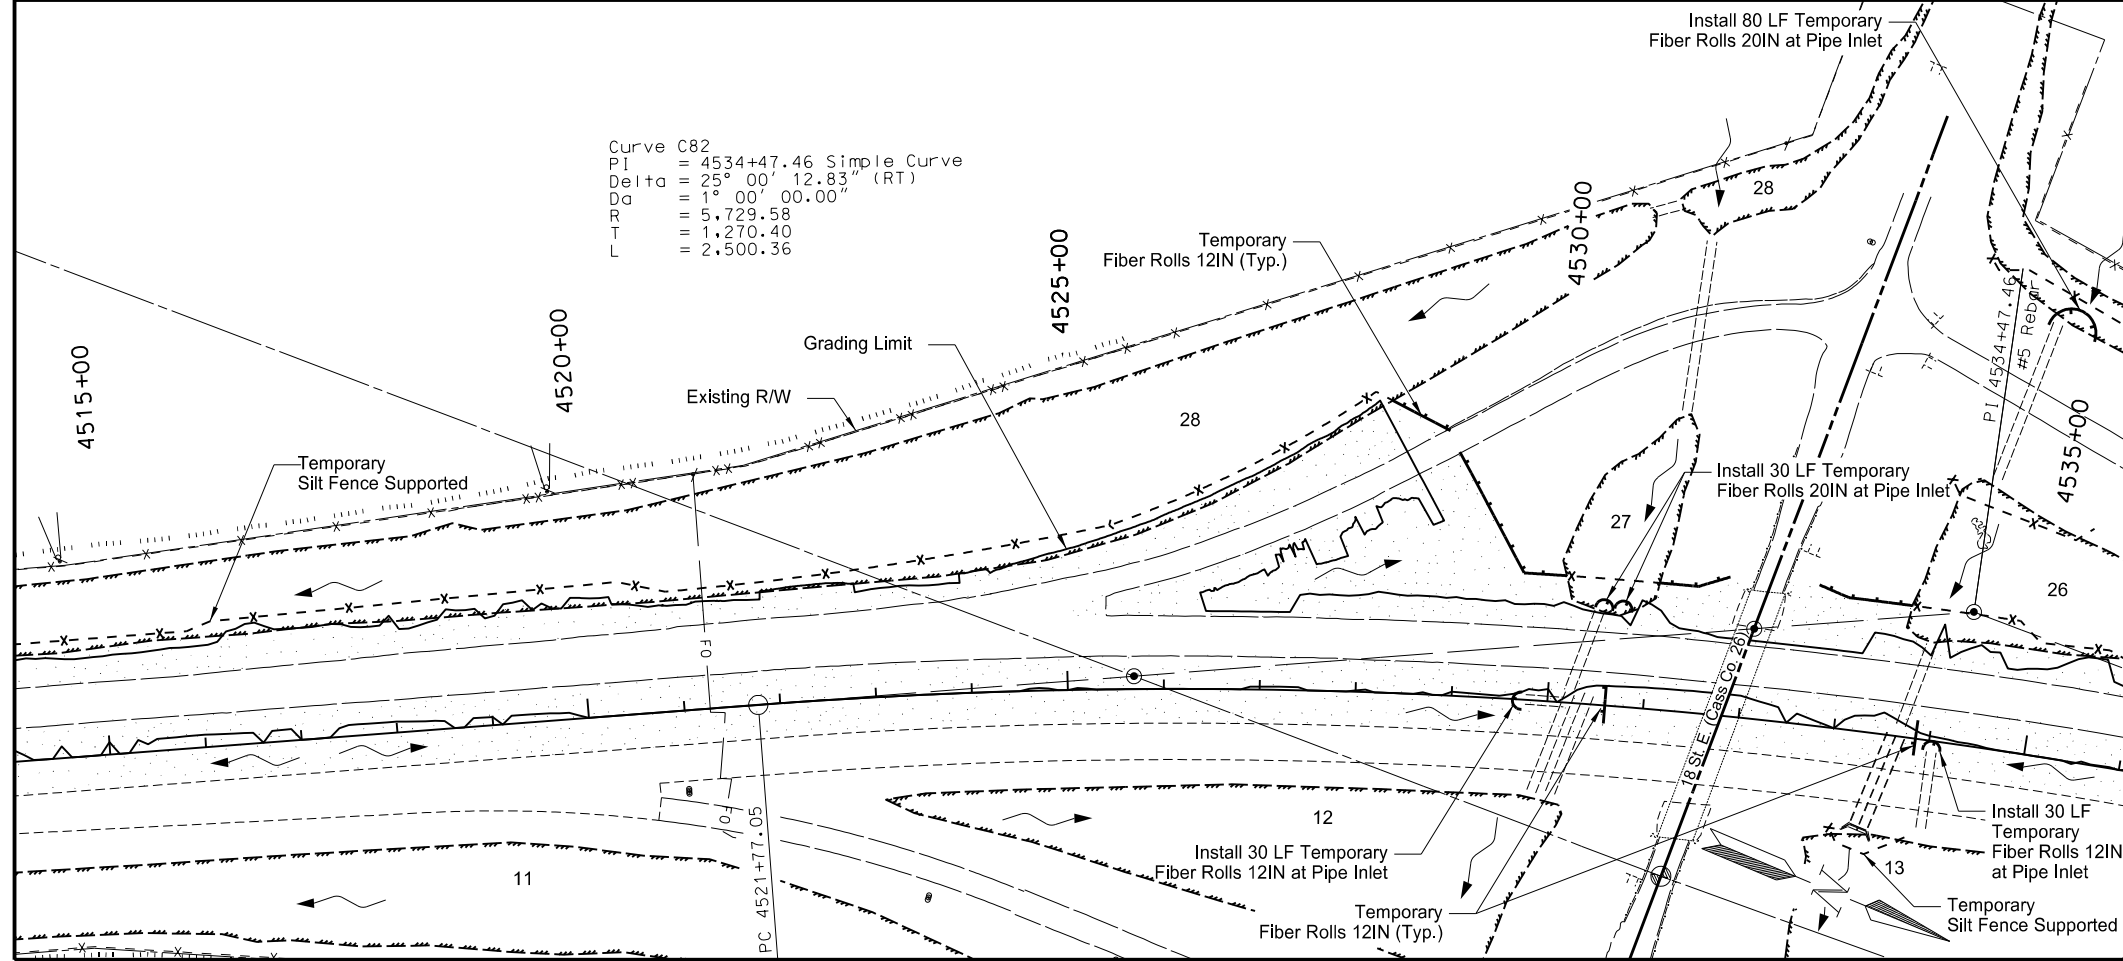 Install 80 LF Temporary
Fiber Rolls 20IN at Pipe Inlet
Curve C82
PI = 4534+47.46 Simple Curve
Delta = 25° 00' 12.83" (RT)
Da = 1° 00' 00.00"
R = 5,729.58
T = 1,270.40
L = 2,500.36
28
4530+00
Temporary
Fiber Rolls 12IN (Typ.)
4525+00
PI 4534+47.46
#5 Rebar
4520+00
4515+00
Grading Limit
Existing R/W
28
4535+00
Temporary
Silt Fence Supported
Install 30 LF Temporary
Fiber Rolls 20IN at Pipe Inlet
27
26
FO
18 St. E. (Cass Co. 26)
FO
PC 4521+77.05
12
Install 30 LF Temporary
Fiber Rolls 12IN at Pipe Inlet
Install 30 LF
Temporary
Fiber Rolls 12IN
at Pipe Inlet
11
13
Temporary
Fiber Rolls 12IN (Typ.)
Temporary
Silt Fence Supported
N